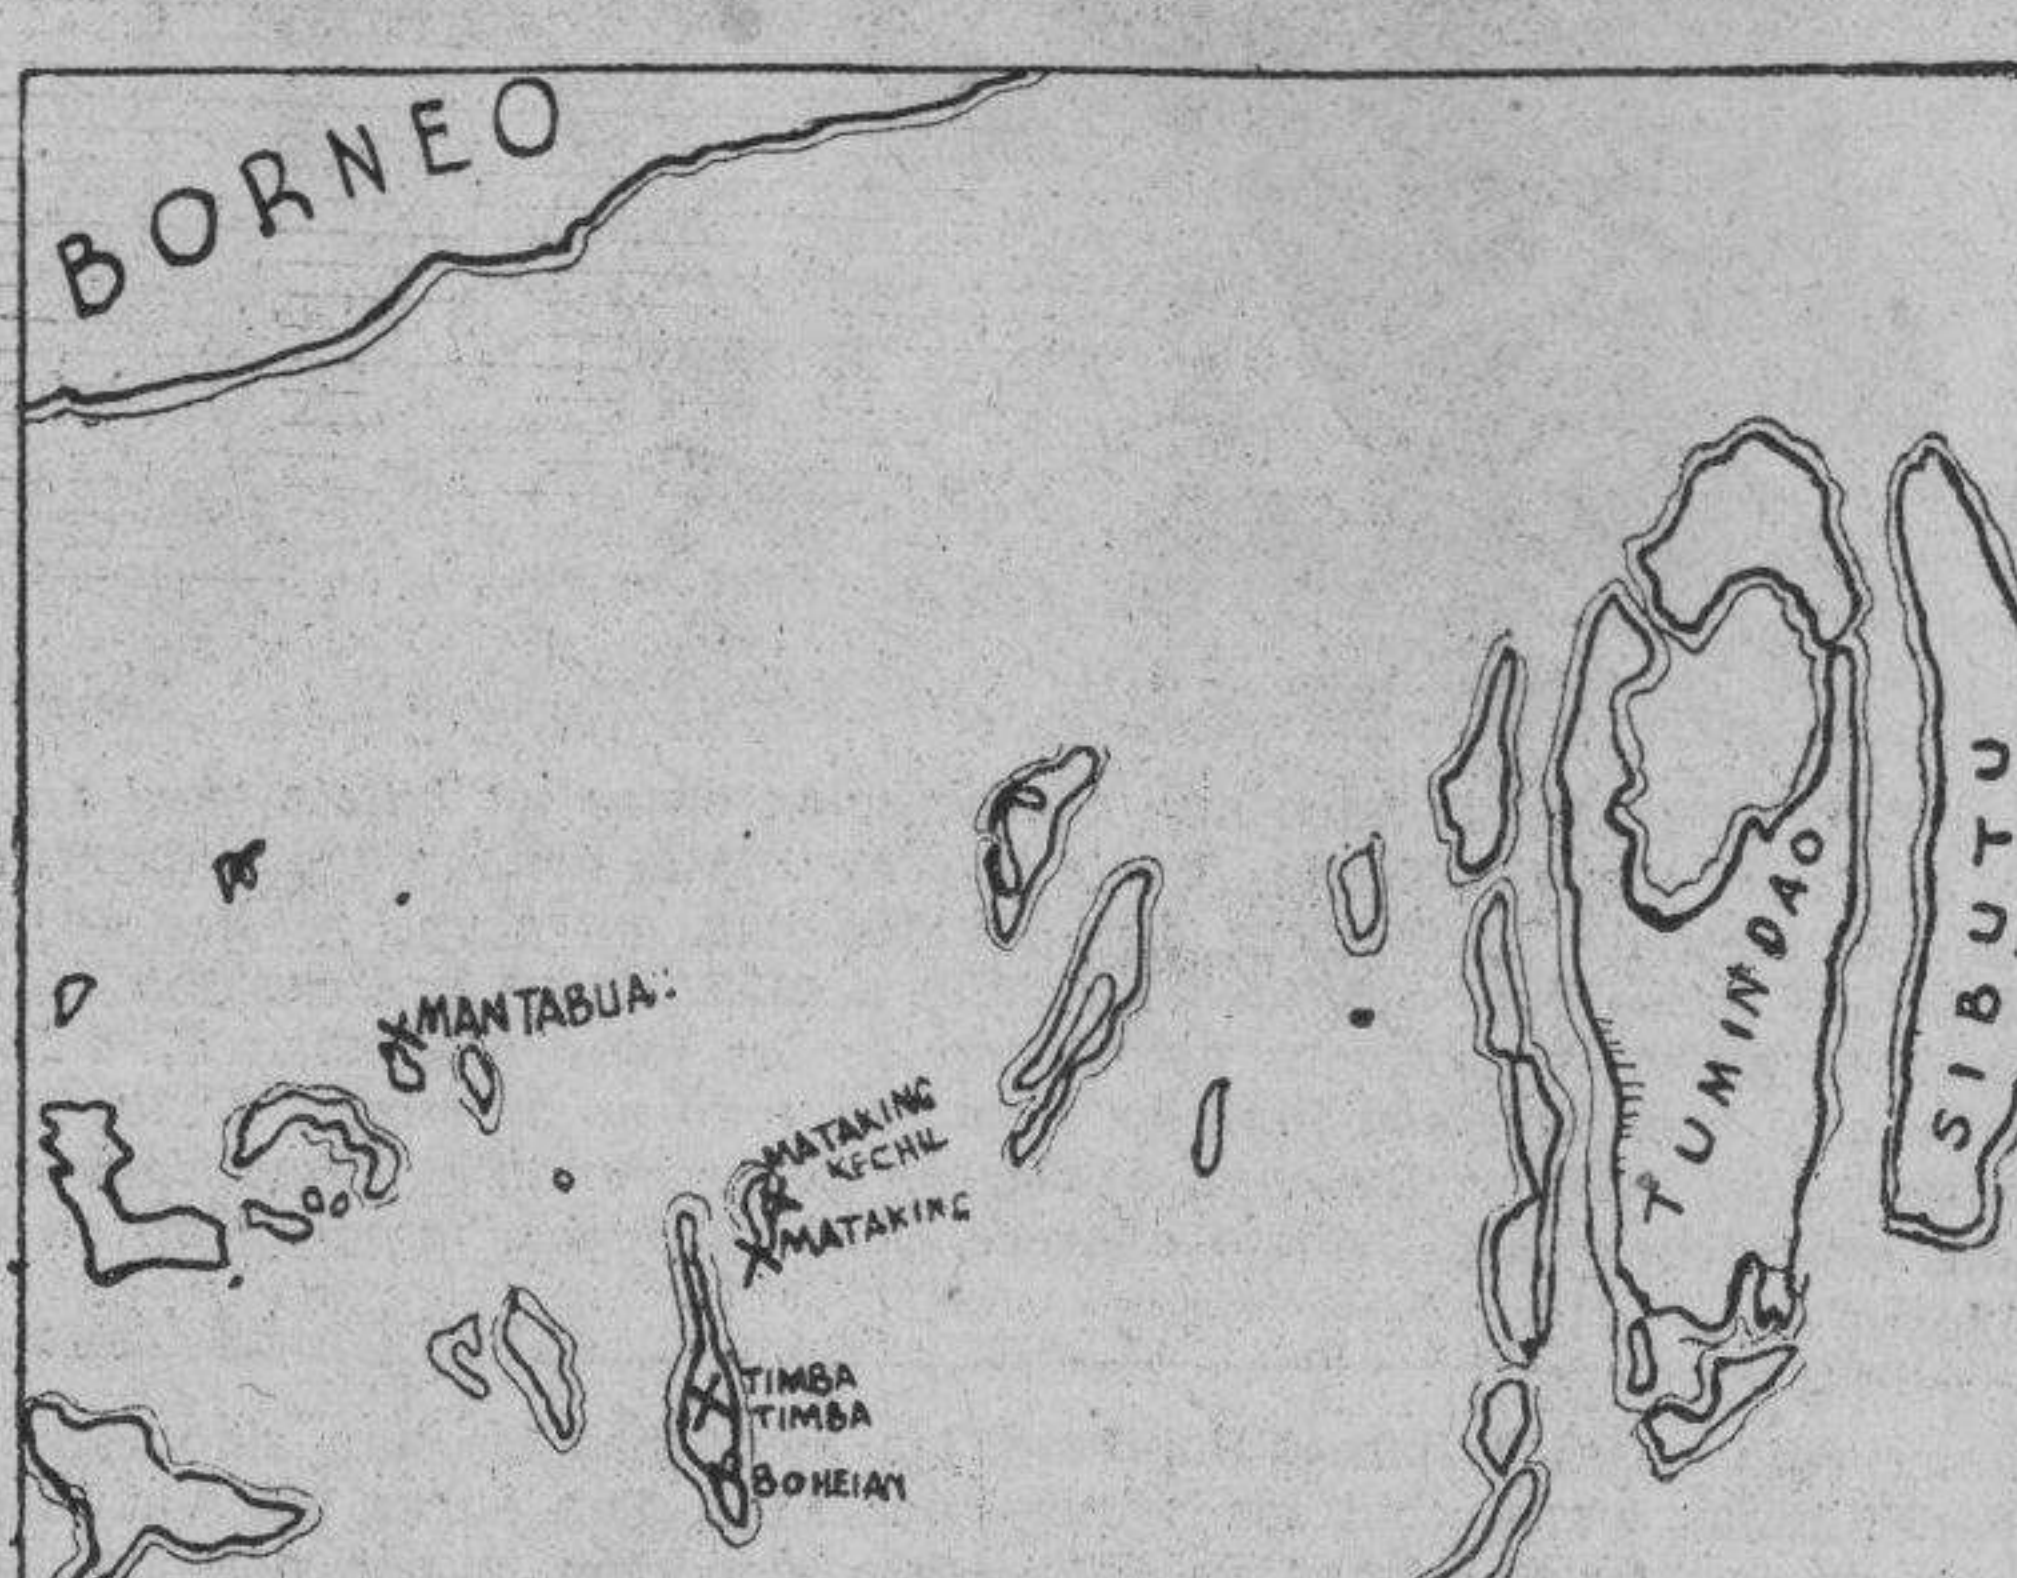 BORNEO
MANTABUA
MATAKING
KECHIL
MATAKING
TIMBA
TIMBA
BOHEIAN
TUMINDAO
SIBUTU